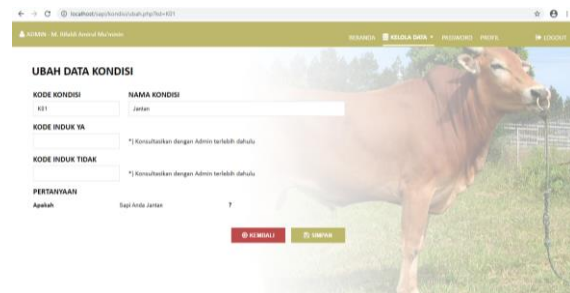 localhost/sapi/kondisi/ubah.php?id=K01
ADMIN - M. Rifaldi Amirul Mu'minin
BERANDA KELOLA DATA PASSWORD PROFIL LOGOUT
UBAH DATA KONDISI
KODE KONDISI NAMA KONDISI
K01 Jantan
KODE INDUK YA
*) Konsultasikan dengan Admin terlebih dahulu
KODE INDUK TIDAK
*) Konsultasikan dengan Admin terlebih dahulu
PERTANYAAN
Apakah Sapi Anda Jantan ?
KEMBALI SIMPAN